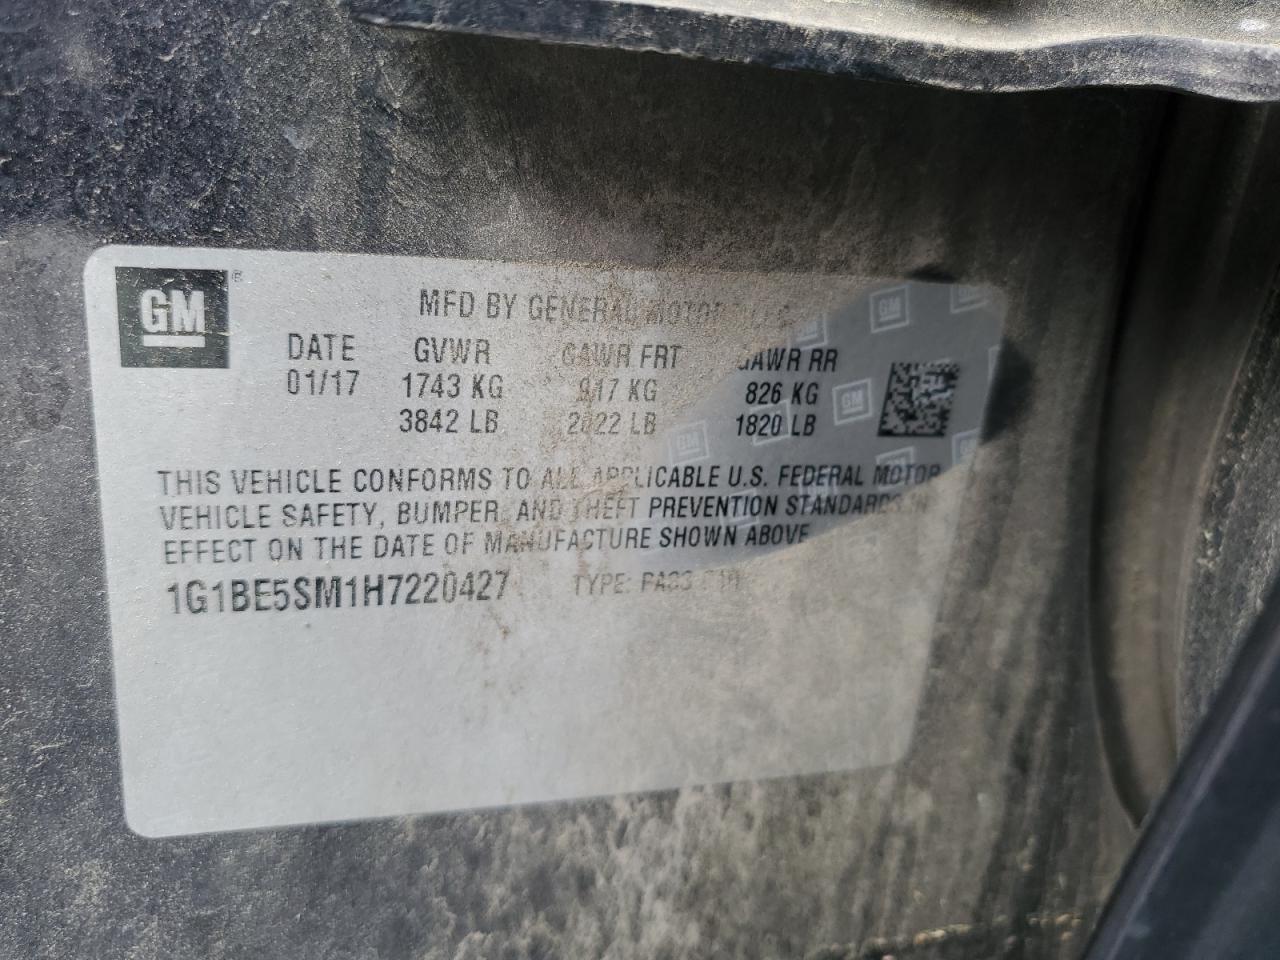 GM ®
MFD BY GENERAL MOTORS LLC
DATE GVWR GAWR FRT GAWR RR
01/17 1743 KG 917 KG 826 KG
3842 LB 2022 LB 1820 LB
THIS VEHICLE CONFORMS TO ALL APPLICABLE U.S. FEDERAL MOTOR
VEHICLE SAFETY, BUMPER, AND THEFT PREVENTION STANDARDS IN
EFFECT ON THE DATE OF MANUFACTURE SHOWN ABOVE.
1G1BE5SM1H7220427 TYPE: